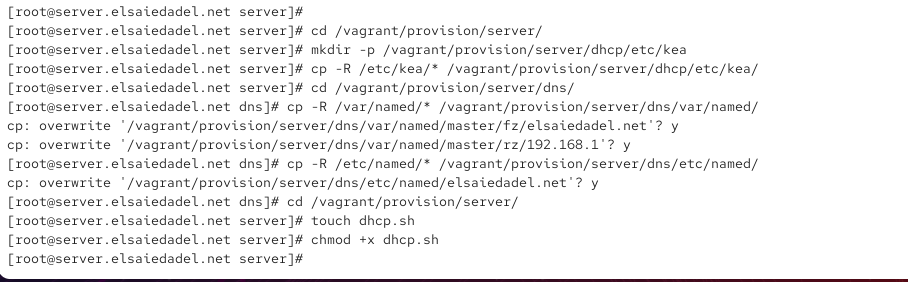 [root@server.elsaiedadel.net server]#
[root@server.elsaiedadel.net server]# cd /vagrant/provision/server/
[root@server.elsaiedadel.net server]# mkdir -p /vagrant/provision/server/dhcp/etc/kea
[root@server.elsaiedadel.net server]# cp -R /etc/kea/* /vagrant/provision/server/dhcp/etc/kea/
[root@server.elsaiedadel.net server]# cd /vagrant/provision/server/dns/
[root@server.elsaiedadel.net dns]# cp -R /var/named/* /vagrant/provision/server/dns/var/named/
cp: overwrite '/vagrant/provision/server/dns/var/named/master/fz/elsaiedadel.net'? y
cp: overwrite '/vagrant/provision/server/dns/var/named/master/rz/192.168.1'? y
[root@server.elsaiedadel.net dns]# cp -R /etc/named/* /vagrant/provision/server/dns/etc/named/
cp: overwrite '/vagrant/provision/server/dns/etc/named/elsaiedadel.net'? y
[root@server.elsaiedadel.net dns]# cd /vagrant/provision/server/
[root@server.elsaiedadel.net server]# touch dhcp.sh
[root@server.elsaiedadel.net server]# chmod +x dhcp.sh
[root@server.elsaiedadel.net server]#